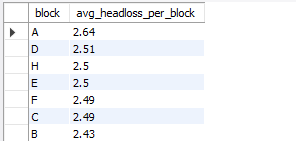 block avg_headloss_per_block
A 2.64
D 2.51
H 2.5
E 2.5
F 2.49
C 2.49
B 2.43